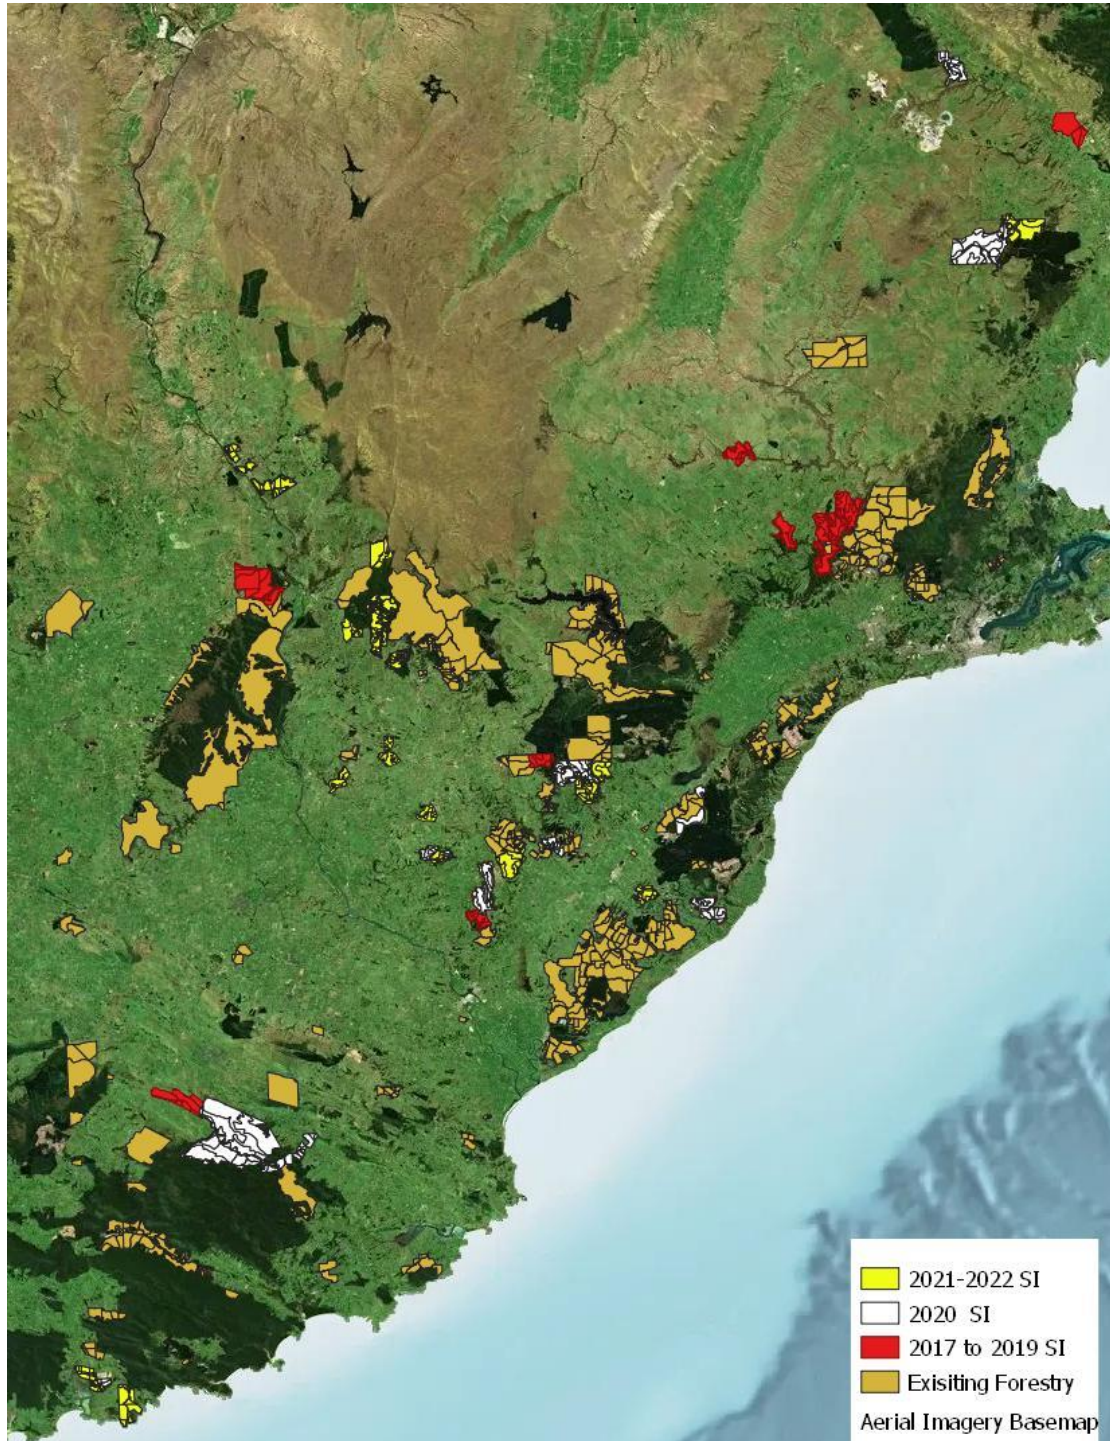 2021-2022 SI
2020 SI
2017 to 2019 SI
Exisiting Forestry
Aerial Imagery Basemap